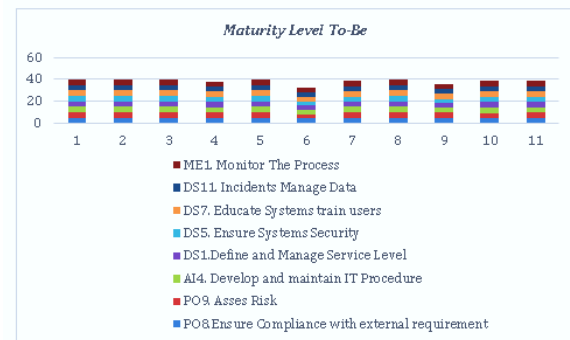 Maturity Level To-Be
60
40
20
0
1 2 3 4 5 6 7 8 9 10 11
ME1. Monitor The Process
DS11. Incidents Manage Data
DS7. Educate Systems train users
DS5. Ensure Systems Security
DS1.Define and Manage Service Level
AI4. Develop and maintain IT Procedure
PO9. Asses Risk
PO8.Ensure Compliance with external requirement